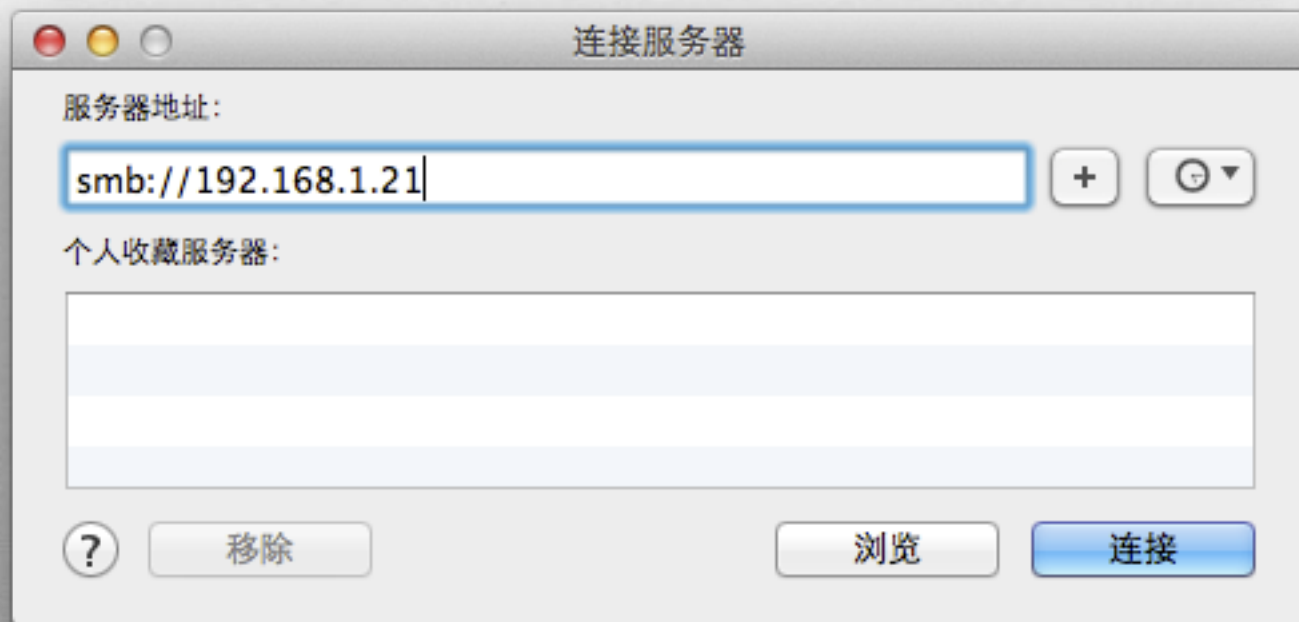 连接服务器
服务器地址：
smb://192.168.1.21
+
个人收藏服务器：
? 移除 浏览 连接